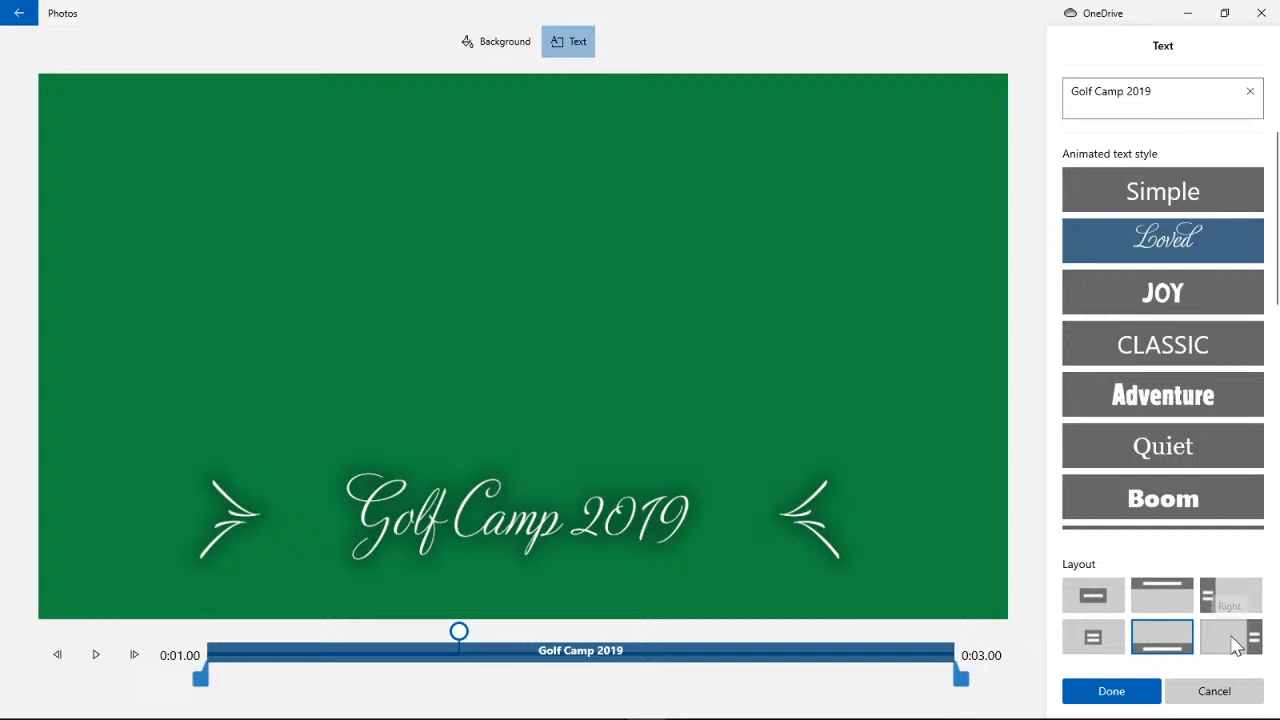 Photos
OneDrive
Background
Text
Text
Golf Camp 2019
Animated text style
Simple
Loved
JOY
CLASSIC
Adventure
Quiet
Boom
Golf Camp 2019
Layout
Right
0:01.00
Golf Camp 2019
0:03.00
Done
Cancel